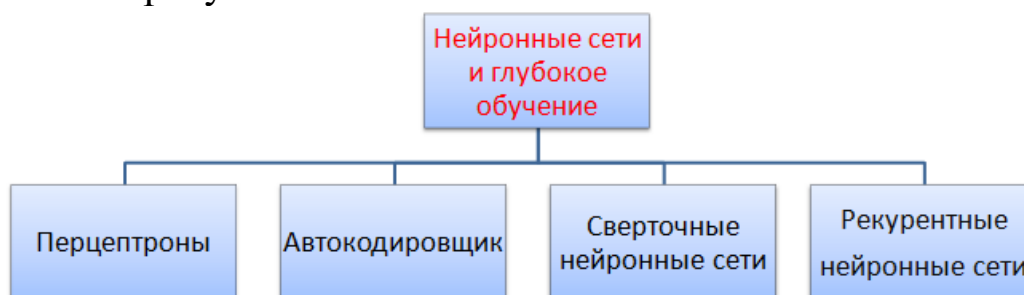 Нейронные сети
и глубокое
обучение
Перцептроны
Автокодировщик
Сверточные
нейронные сети
Рекурентные
нейронные сети